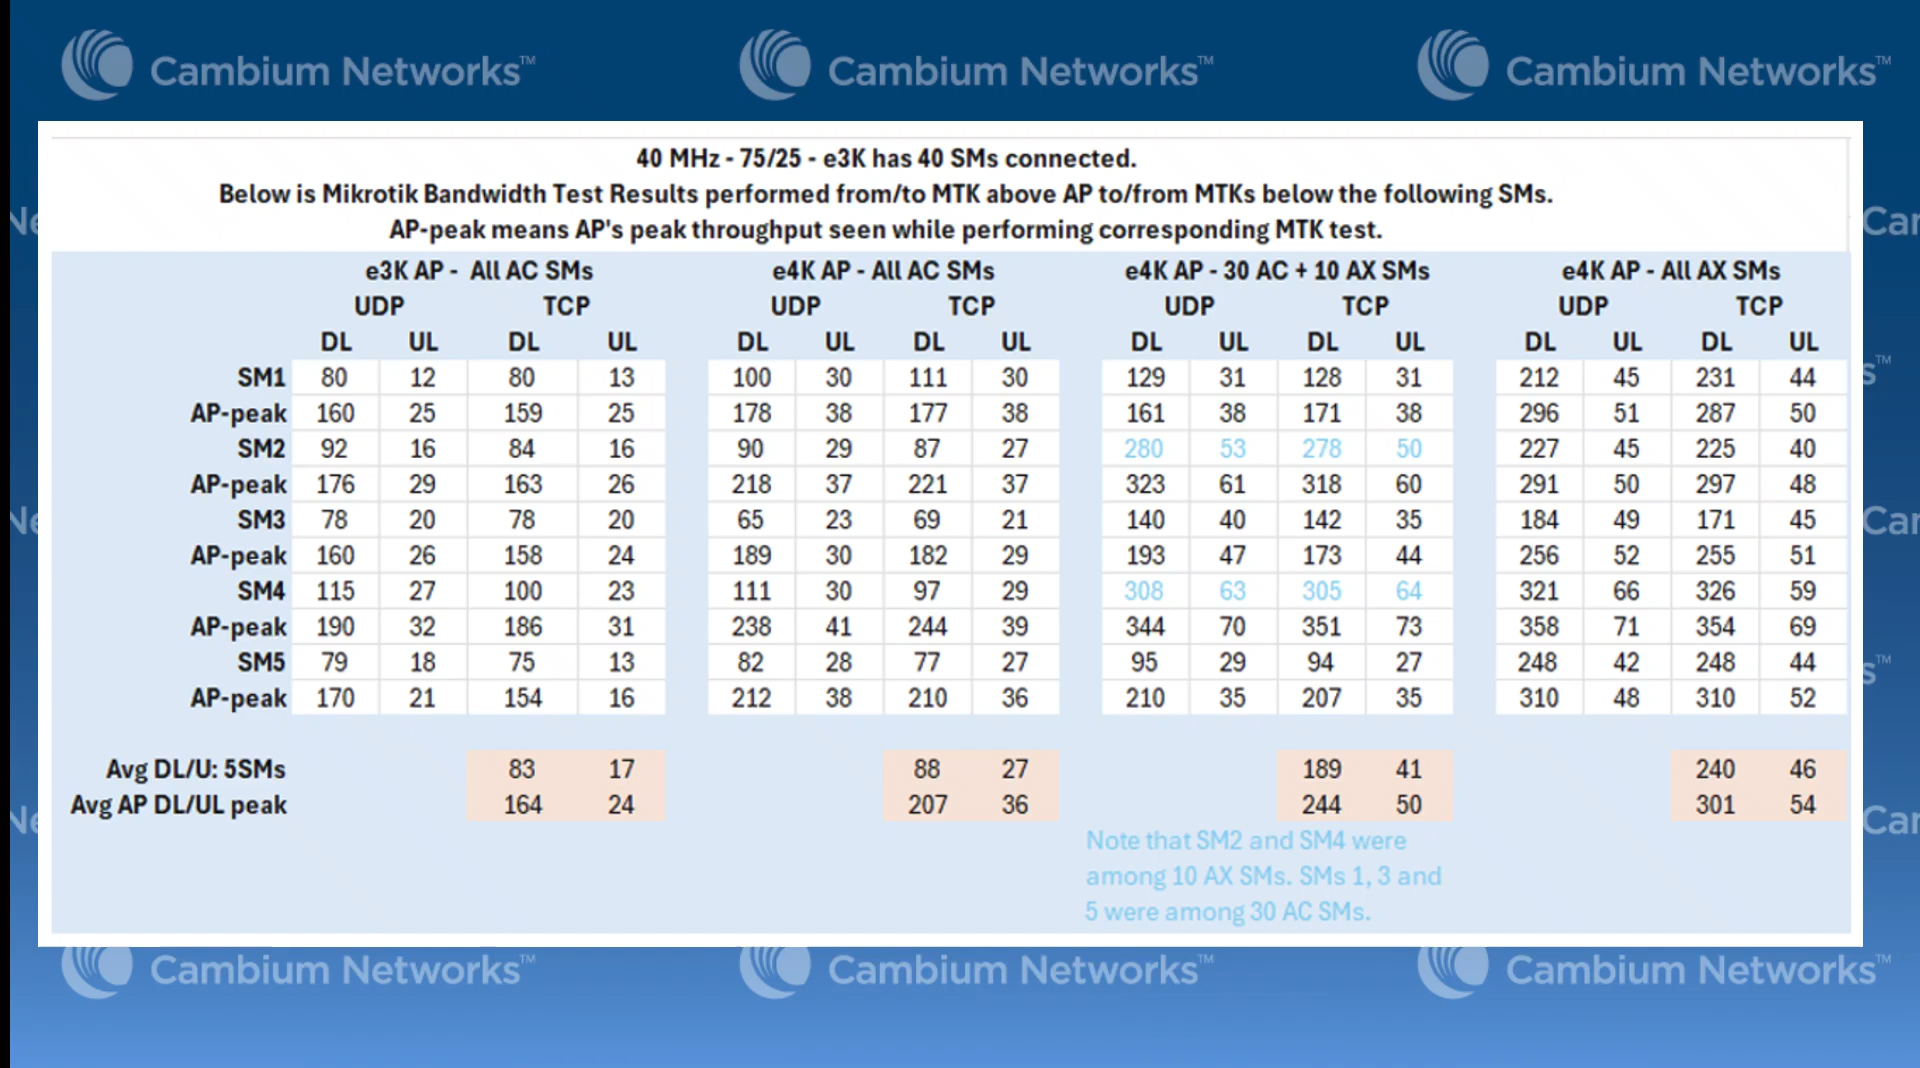 Cambium Networks™ Cambium Networks™ Cambium Networks™
40 MHz - 75/25 - e3K has 40 SMs connected.
Below is Mikrotik Bandwidth Test Results performed from/to MTK above AP to/from MTKs below the following SMs.
AP-peak means AP's peak throughput seen while performing corresponding MTK test.
e3K AP - All AC SMs e4K AP - All AC SMs e4K AP - 30 AC + 10 AX SMs e4K AP - All AX SMs
UDP TCP UDP TCP UDP TCP UDP TCP
DL UL DL UL DL UL DL UL DL UL DL UL DL UL DL UL
SM1 80 12 80 13 100 30 111 30 129 31 128 31 212 45 231 44
AP-peak 160 25 159 25 178 38 177 38 161 38 171 38 296 51 287 50
SM2 92 16 84 16 90 29 87 27 280 53 278 50 227 45 225 40
AP-peak 176 29 163 26 218 37 221 37 323 61 318 60 291 50 297 48
SM3 78 20 78 20 65 23 69 21 140 40 142 35 184 49 171 45
AP-peak 160 26 158 24 189 30 182 29 193 47 173 44 256 52 255 51
SM4 115 27 100 23 111 30 97 29 308 63 305 64 321 66 326 59
AP-peak 190 32 186 31 238 41 244 39 344 70 351 73 358 71 354 69
SM5 79 18 75 13 82 28 77 27 95 29 94 27 248 42 248 44
AP-peak 170 21 154 16 212 38 210 36 210 35 207 35 310 48 310 52
Avg DL/U: 5SMs 83 17 88 27 189 41 240 46
Avg AP DL/UL peak 164 24 207 36 244 50 301 54
Note that SM2 and SM4 were
among 10 AX SMs. SMs 1, 3 and
5 were among 30 AC SMs.
Cambium Networks™ Cambium Networks™ Cambium Networks™